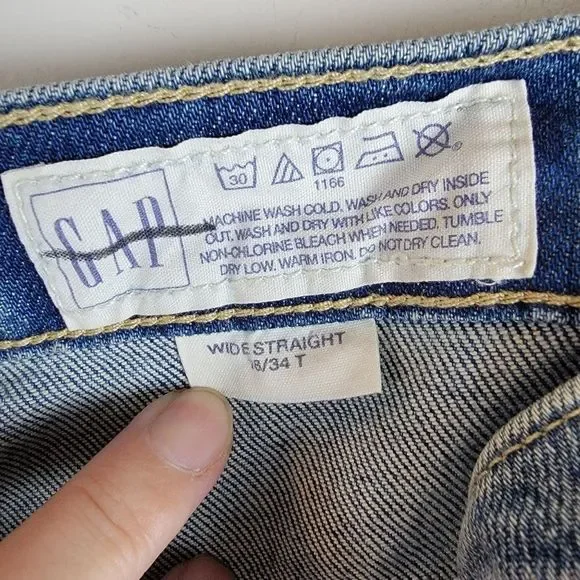 GAP
30
1166
MACHINE WASH COLD. WASH AND DRY INSIDE
OUT. WASH AND DRY WITH LIKE COLORS. ONLY
NON-CHLORINE BLEACH WHEN NEEDED. TUMBLE
DRY LOW. WARM IRON. DO NOT DRY CLEAN.
WIDE STRAIGHT
/34 T